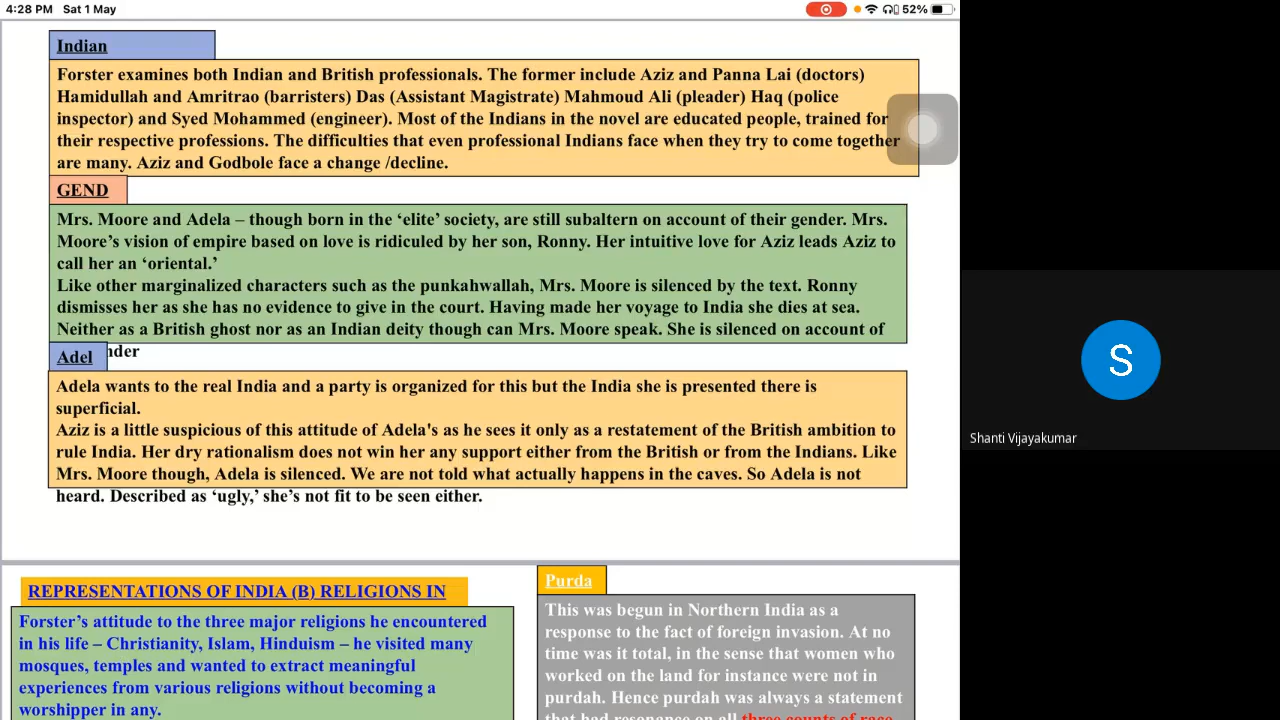 4:28 PM Sat 1 May
52%
Indian
Forster examines both Indian and British professionals. The former include Aziz and Panna Lai (doctors)
Hamidullah and Amritrao (barristers) Das (Assistant Magistrate) Mahmoud Ali (pleader) Haq (police
inspector) and Syed Mohammed (engineer). Most of the Indians in the novel are educated people, trained for
their respective professions. The difficulties that even professional Indians face when they try to come together
are many. Aziz and Godbole face a change /decline.
GEND
Mrs. Moore and Adela – though born in the ‘elite’ society, are still subaltern on account of their gender. Mrs.
Moore’s vision of empire based on love is ridiculed by her son, Ronny. Her intuitive love for Aziz leads Aziz to
call her an ‘oriental.’
Like other marginalized characters such as the punkahwallah, Mrs. Moore is silenced by the text. Ronny
dismisses her as she has no evidence to give in the court. Having made her voyage to India she dies at sea.
Neither as a British ghost nor as an Indian deity though can Mrs. Moore speak. She is silenced on account of
nder
Adel
Adela wants to the real India and a party is organized for this but the India she is presented there is
superficial.
Aziz is a little suspicious of this attitude of Adela's as he sees it only as a restatement of the British ambition to
rule India. Her dry rationalism does not win her any support either from the British or from the Indians. Like
Mrs. Moore though, Adela is silenced. We are not told what actually happens in the caves. So Adela is not
heard. Described as ‘ugly,’ she’s not fit to be seen either.
REPRESENTATIONS OF INDIA (B) RELIGIONS IN
Forster’s attitude to the three major religions he encountered
in his life – Christianity, Islam, Hinduism – he visited many
mosques, temples and wanted to extract meaningful
experiences from various religions without becoming a
worshipper in any.
Purda
This was begun in Northern India as a
response to the fact of foreign invasion. At no
time was it total, in the sense that women who
worked on the land for instance were not in
purdah. Hence purdah was always a statement
that had resonance on all three counts of race
S
Shanti Vijayakumar